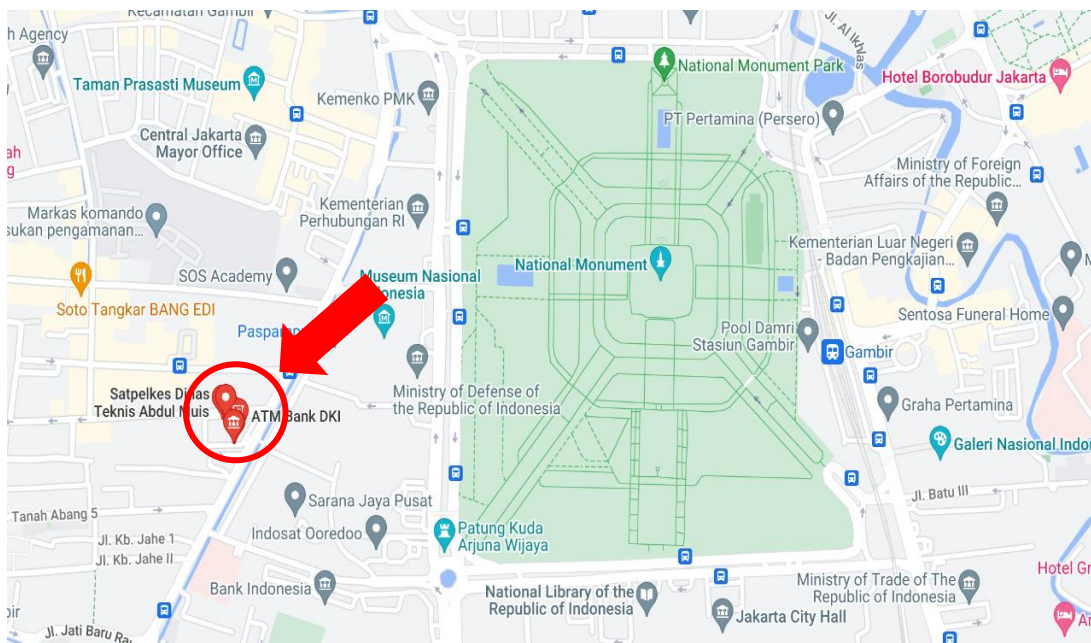 Kecamatan Gambir
h Agency
Taman Prasasti Museum
Kemenko PMK
Central Jakarta
Mayor Office
ah
g
Markas komando
sukan pengamanan...
Kementerian
Perhubungan RI
SOS Academy
Museum Nasional
Soto Tangkar BANG EDI
Satpelkes Dinas
Teknis Abdul Muis
ATM Bank DKI
Ministry of Defense of
the Republic of Indonesia
National Monument Park
Jl. Al Ikhlas
Hotel Borobudur Jakarta
PT Pertamina (Persero)
Ministry of Foreign
Affairs of the Republic...
National Monument
Kementerian Luar Negeri
- Badan Pengkajian...
M
Sentosa Funeral Home
Pool Damri
Stasiun Gambir
Gambir
Graha Pertamina
Galeri Nasional Indo
Jl. Batu III
Sarana Jaya Pusat
Tanah Abang 5
Indosat Ooredoo
Jl. Kb. Jahe 1
Jl. Kb. Jahe II
Patung Kuda
Arjuna Wijaya
Bank Indonesia
National Library of the
Republic of Indonesia
Jakarta City Hall
Ministry of Trade of The
Republic of Indonesia
Hotel Gr
pir
Jl. Jati Baru Ra